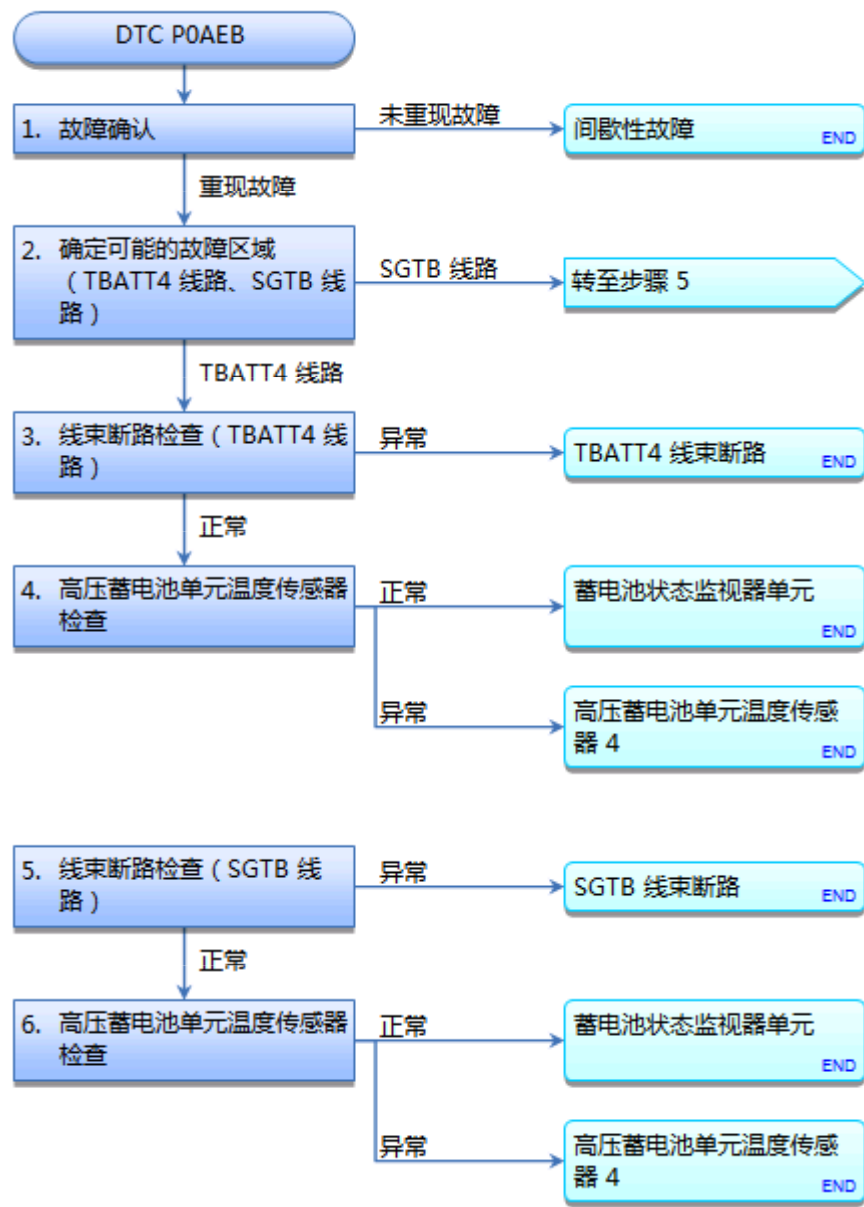 DTC P0AEB
1. 故障确认
未重现故障
间歇性故障
END
重现故障
2. 确定可能的故障区域
（TBATT4 线路、SGTB 线
路）
SGTB 线路
转至步骤 5
TBATT4 线路
3. 线束断路检查（TBATT4 线
路）
异常
TBATT4 线束断路
END
正常
4. 高压蓄电池单元温度传感器
检查
正常
蓄电池状态监视器单元
END
异常
高压蓄电池单元温度传感
器 4
END
5. 线束断路检查（SGTB 线
路）
异常
SGTB 线束断路
END
正常
6. 高压蓄电池单元温度传感器
检查
正常
蓄电池状态监视器单元
END
异常
高压蓄电池单元温度传感
器 4
END